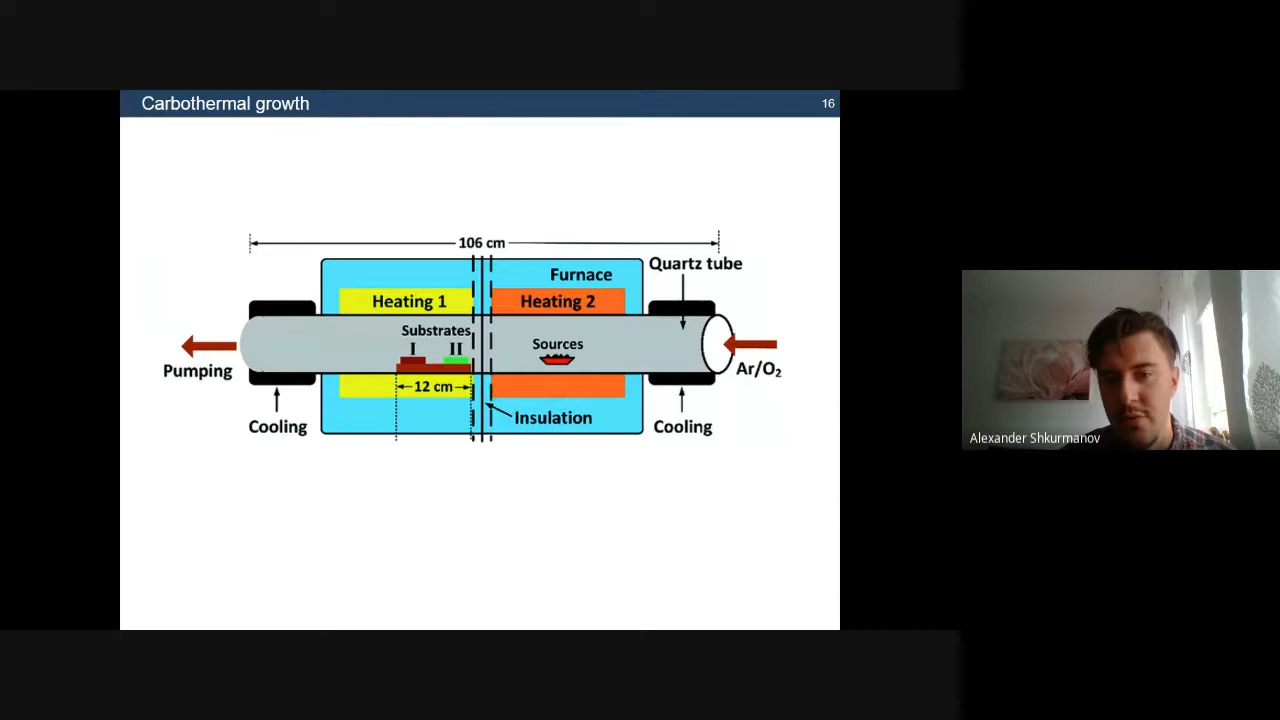 Carbothermal growth
16
106 cm
Quartz tube
Furnace
Heating 1
Heating 2
Substrates
I
II
Sources
Pumping
Ar/O₂
12 cm
Insulation
Cooling
Cooling
Alexander Shkurmanov